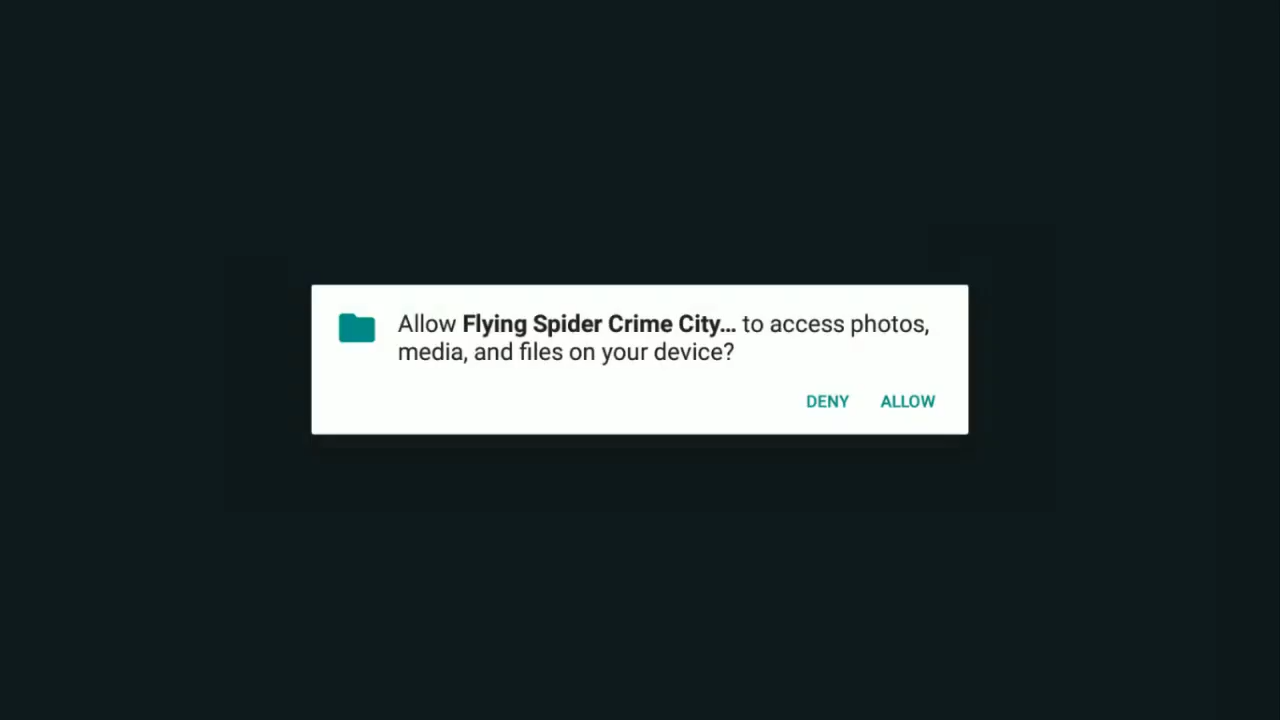 Allow Flying Spider Crime City... to access photos,
media, and files on your device?
DENY ALLOW